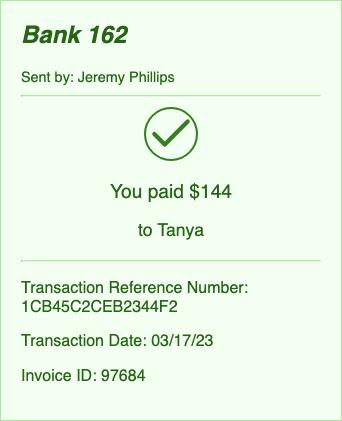 Bank 162
Sent by: Jeremy Phillips
You paid $144
to Tanya
Transaction Reference Number:
1CB45C2CEB2344F2
Transaction Date: 03/17/23
Invoice ID: 97684